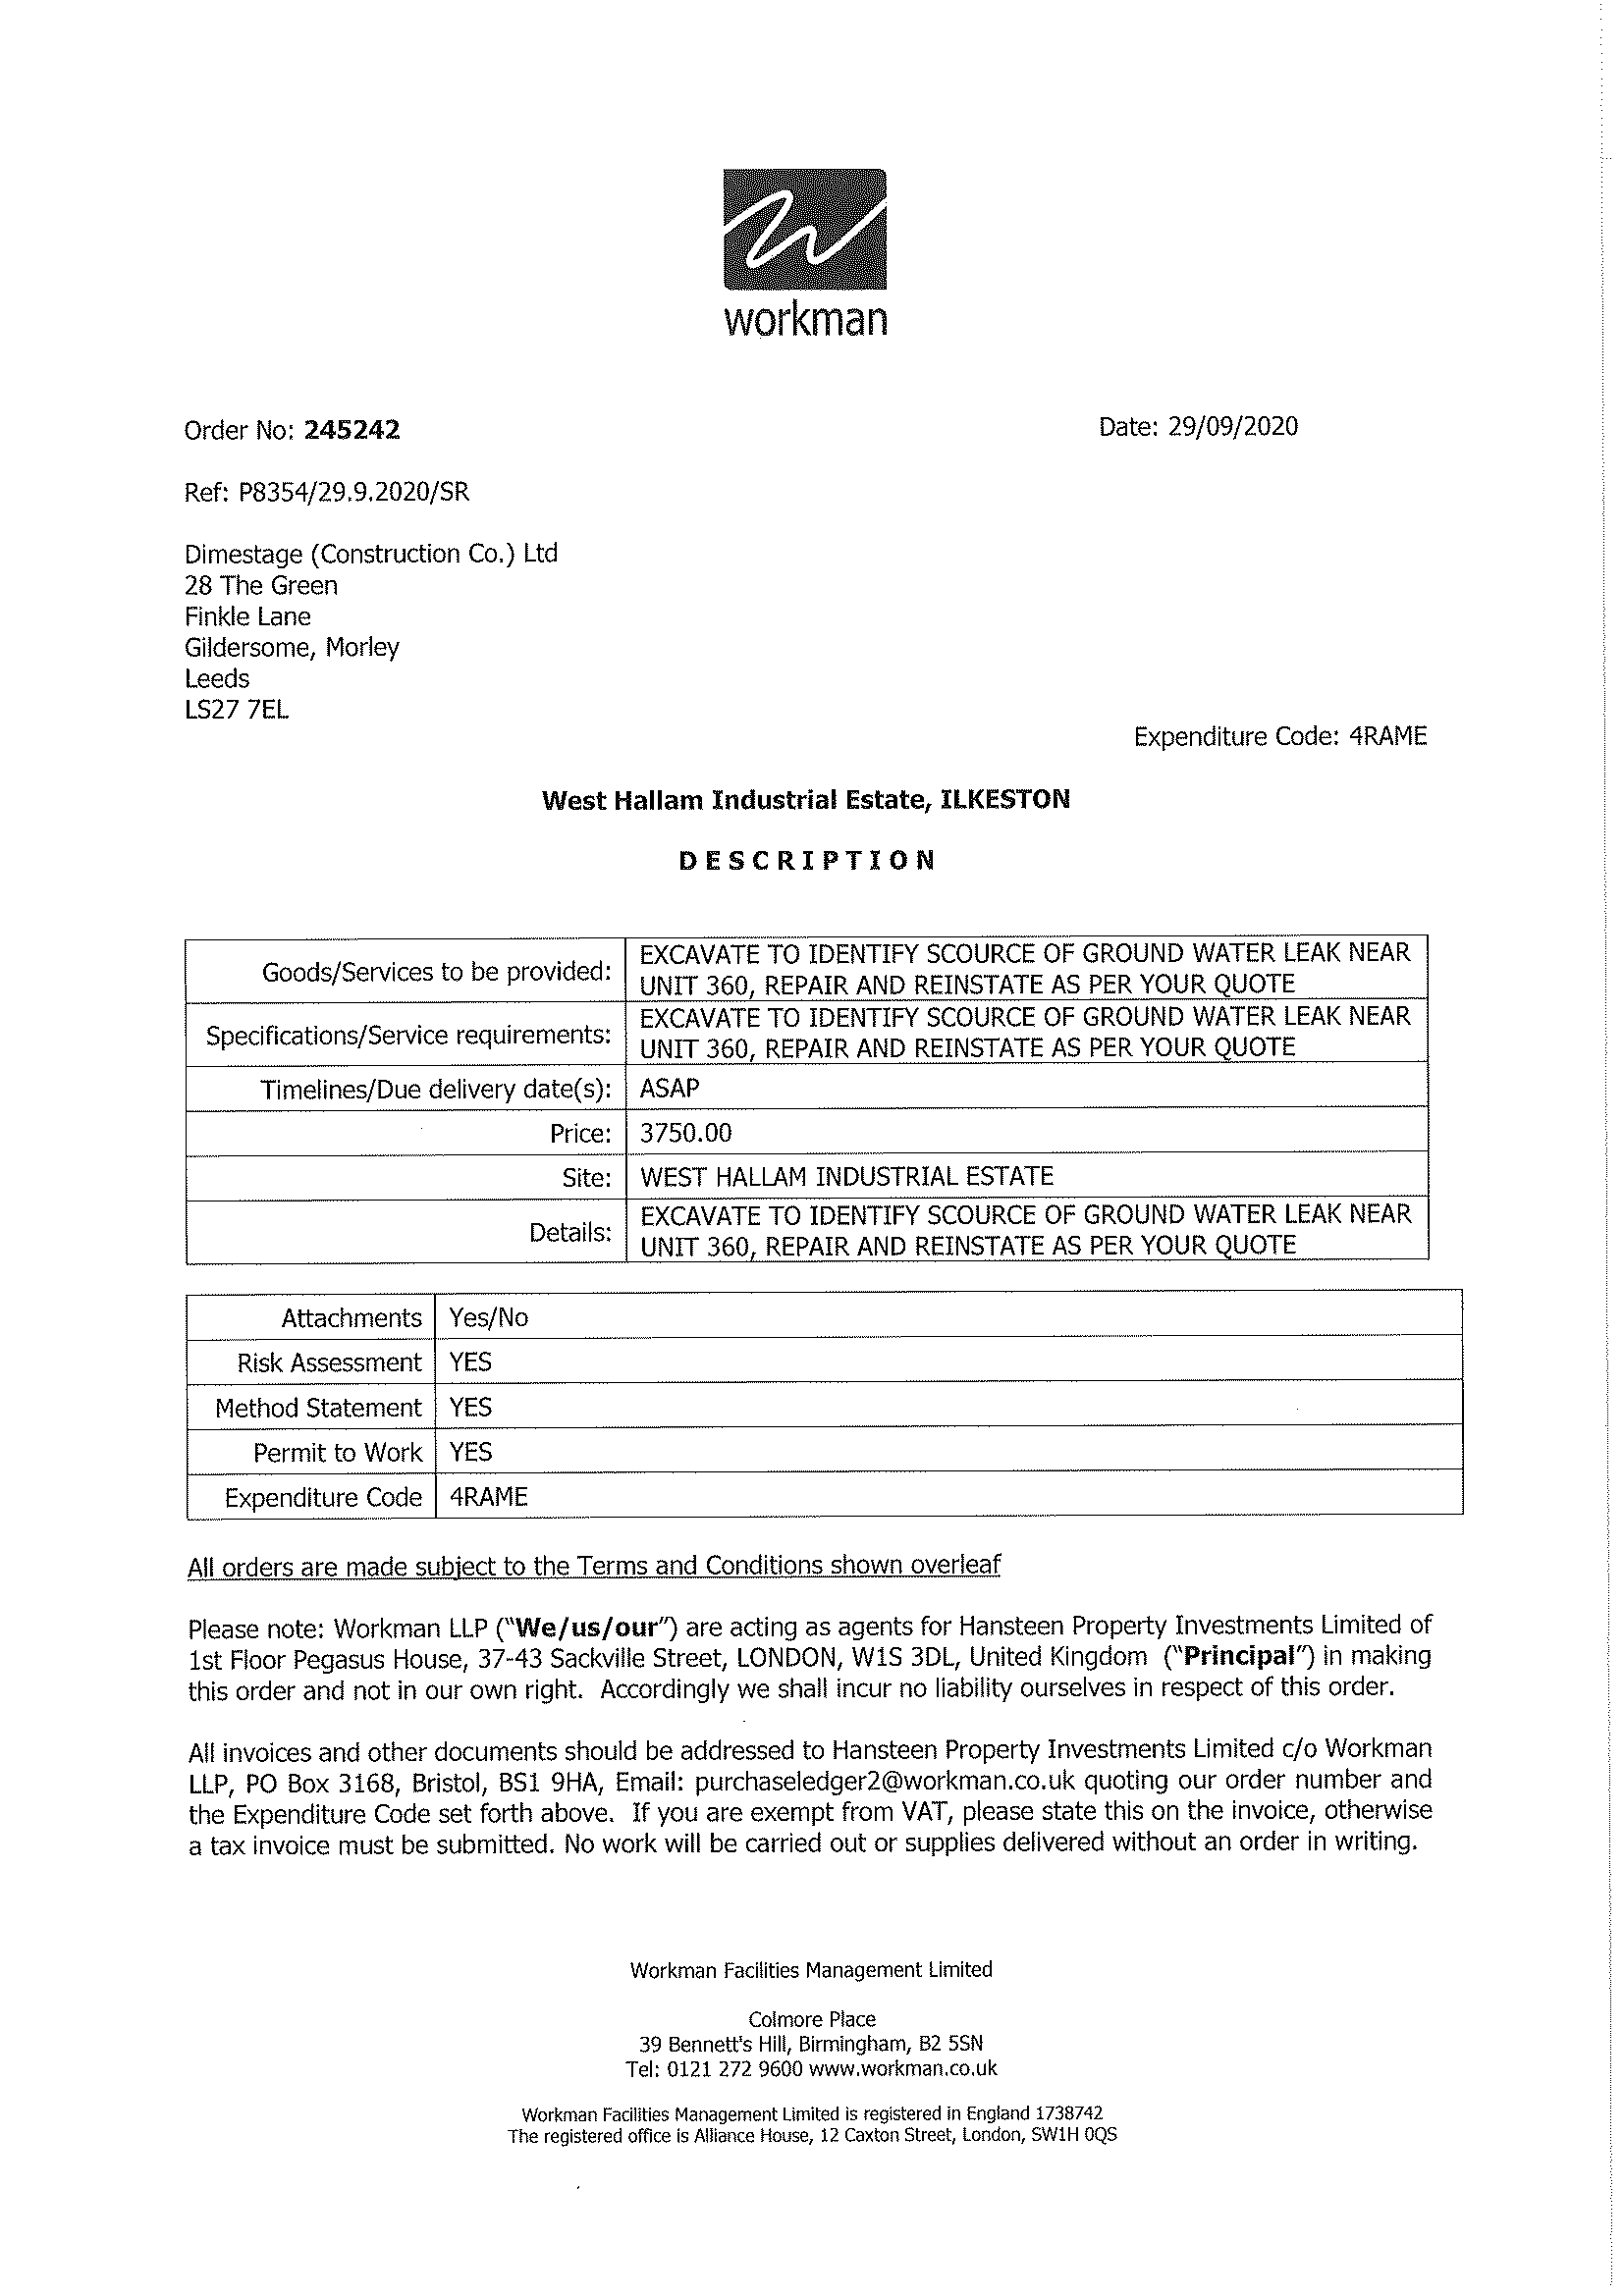 workman
Order No: 245242
Date: 29/09/2020
Ref: P8354/29.9.2020/SR
Dimestage (Construction Co.) Ltd
28 The Green
Finkle Lane
Gildersome, Morley
Leeds
LS27 7EL
Expenditure Code: 4RAME
West Hallam Industrial Estate, ILKESTON
DESCRIPTION
Goods/Services to be provided:
EXCAVATE TO IDENTIFY SCOURCE OF GROUND WATER LEAK NEAR
UNIT 360, REPAIR AND REINSTATE AS PER YOUR QUOTE
Specifications/Service requirements:
EXCAVATE TO IDENTIFY SCOURCE OF GROUND WATER LEAK NEAR
UNIT 360, REPAIR AND REINSTATE AS PER YOUR QUOTE
Timelines/Due delivery date(s): ASAP
Price: 3750.00
Site: WEST HALLAM INDUSTRIAL ESTATE
Details:
EXCAVATE TO IDENTIFY SCOURCE OF GROUND WATER LEAK NEAR
UNIT 360, REPAIR AND REINSTATE AS PER YOUR QUOTE
Attachments Yes/No
Risk Assessment YES
Method Statement YES
Permit to Work YES
Expenditure Code 4RAME
All orders are made subject to the Terms and Conditions shown overleaf
Please note: Workman LLP ("We/us/our") are acting as agents for Hansteen Property Investments Limited of
1st Floor Pegasus House, 37-43 Sackville Street, LONDON, W1S 3DL, United Kingdom ("Principal") in making
this order and not in our own right. Accordingly we shall incur no liability ourselves in respect of this order.
All invoices and other documents should be addressed to Hansteen Property Investments Limited c/o Workman
LLP, PO Box 3168, Bristol, BS1 9HA, Email: purchaseledger2@workman.co.uk quoting our order number and
the Expenditure Code set forth above. If you are exempt from VAT, please state this on the invoice, otherwise
a tax invoice must be submitted. No work will be carried out or supplies delivered without an order in writing.
Workman Facilities Management Limited
Colmore Place
39 Bennett's Hill, Birmingham, B2 5SN
Tel: 0121 272 9600 www.workman.co.uk
Workman Facilities Management Limited is registered in England 1738742
The registered office is Alliance House, 12 Caxton Street, London, SW1H 0QS